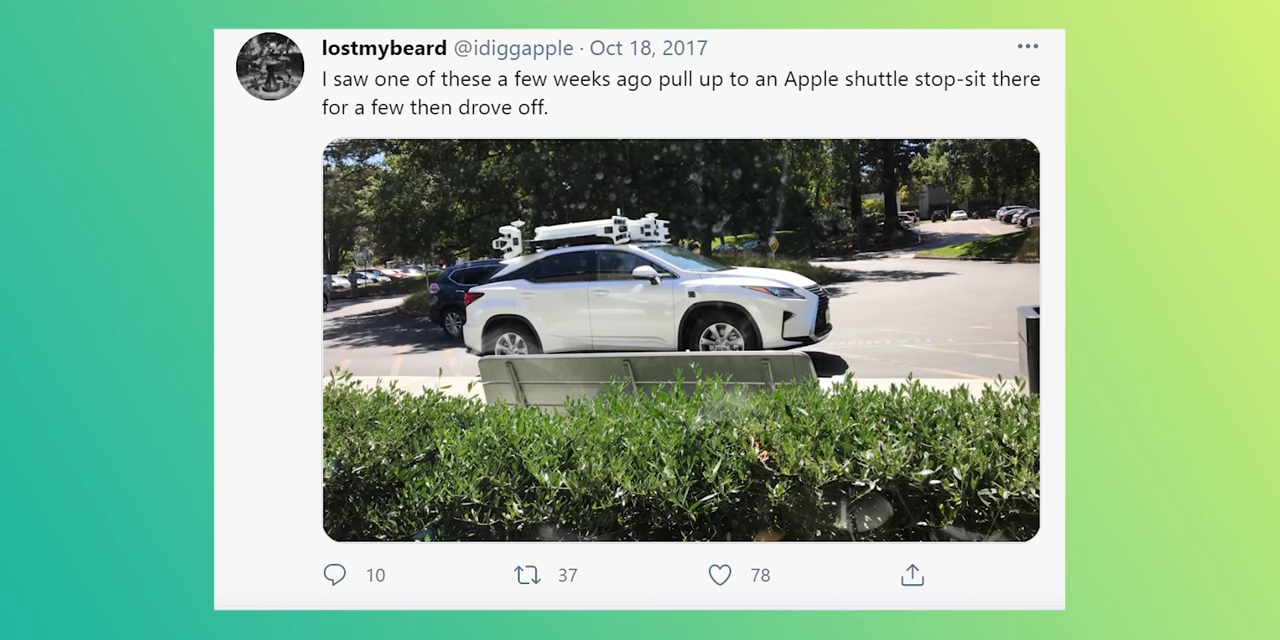 lostmybeard @idiggapple · Oct 18, 2017
I saw one of these a few weeks ago pull up to an Apple shuttle stop-sit there
for a few then drove off.
10 37 78